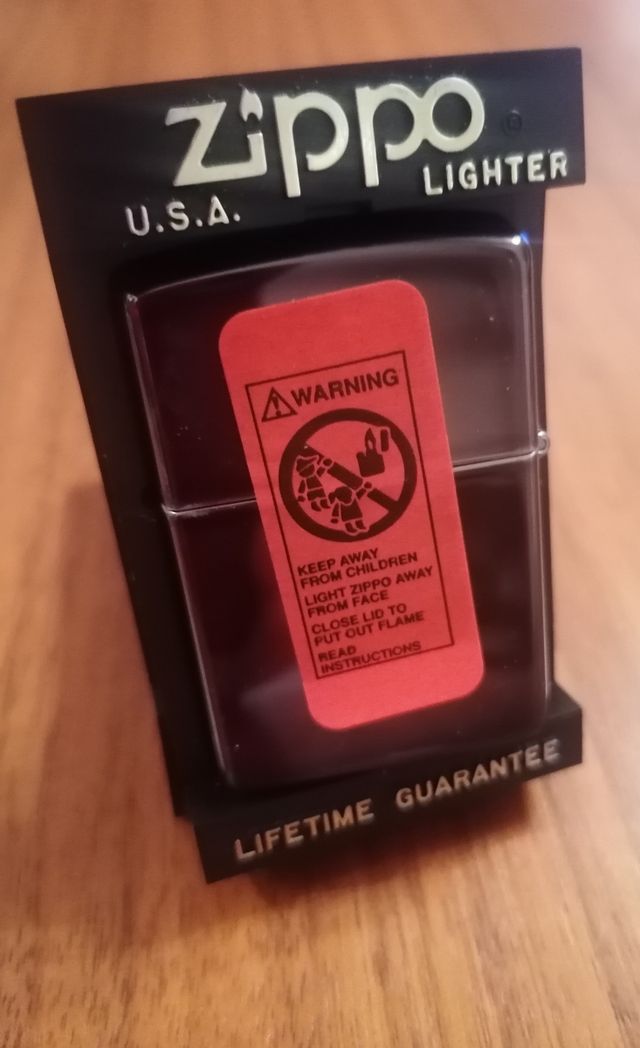 zippo
®
LIGHTER
U.S.A.
WARNING
KEEP AWAY
FROM CHILDREN
LIGHT ZIPPO AWAY
FROM FACE
CLOSE LID TO
PUT OUT FLAME
READ
INSTRUCTIONS
LIFETIME GUARANTEE